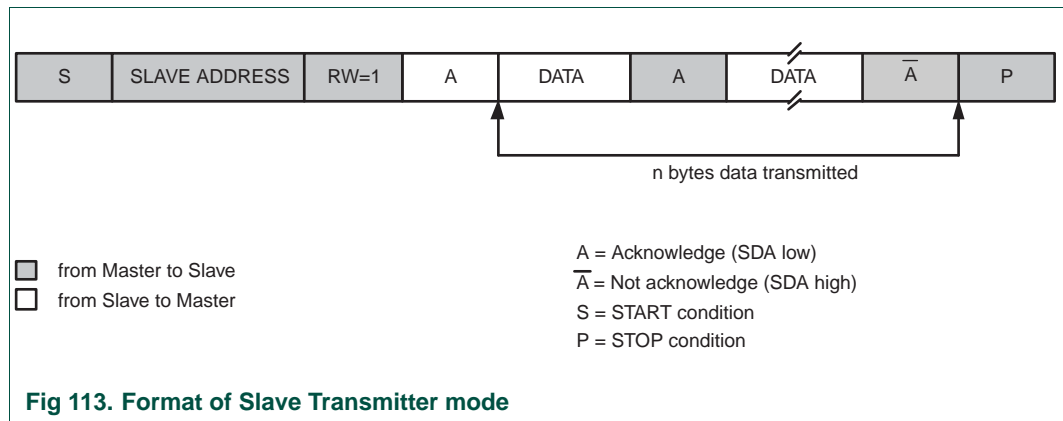 S SLAVE ADDRESS RW=1 A DATA A DATA A̅ P
n bytes data transmitted
from Master to Slave
from Slave to Master
A = Acknowledge (SDA low)
A̅ = Not acknowledge (SDA high)
S = START condition
P = STOP condition
Fig 113. Format of Slave Transmitter mode